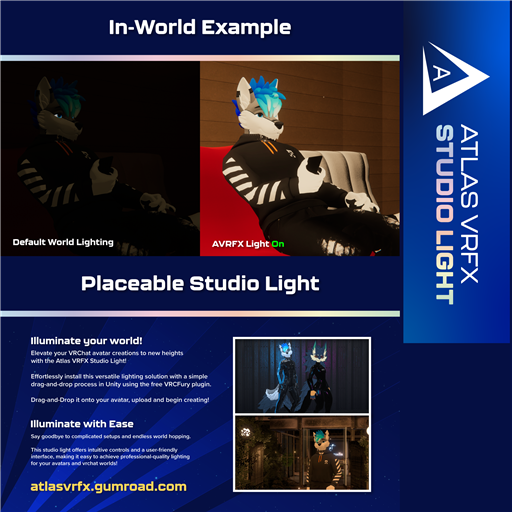 In-World Example
Default World Lighting
AVRFX Light On
Placeable Studio Light
Illuminate your world!
Elevate your VRChat avatar creations to new heights
with the Atlas VRFX Studio Light!
Effortlessly install this versatile lighting solution with a simple
drag-and-drop process in Unity using the free VRCFury plugin.
Drag-and-Drop it onto your avatar, upload and begin creating!
Illuminate with Ease
Say goodbye to complicated setups and endless world hopping.
This studio light offers intuitive controls and a user-friendly
interface, making it easy to achieve professional-quality lighting
for your avatars and vrchat worlds!
atlasvrfx.gumroad.com
A
ATLAS VRFX
STUDIO LIGHT